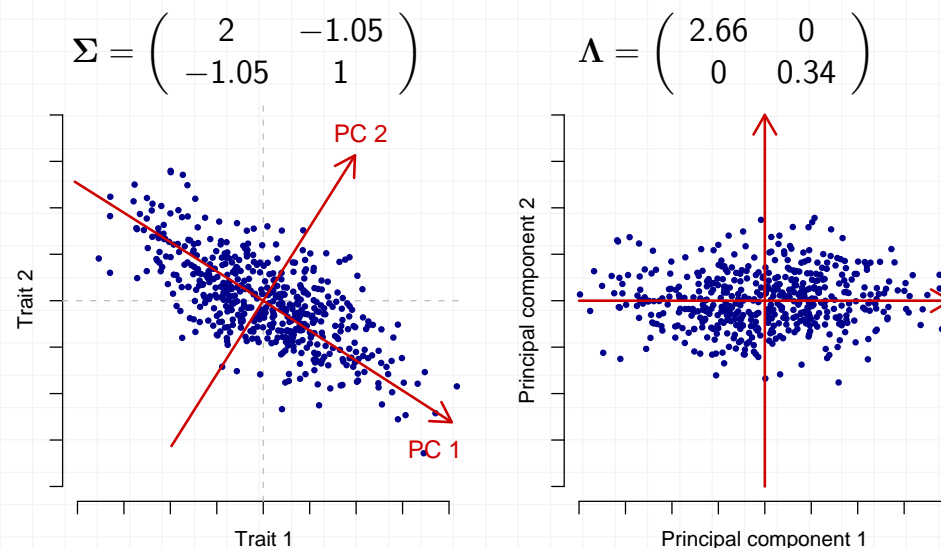 Σ = ( 2 −1.05
−1.05 1 )
Λ = ( 2.66 0
0 0.34 )
PC 2
PC 1
Trait 2
Trait 1
Principal component 2
Principal component 1